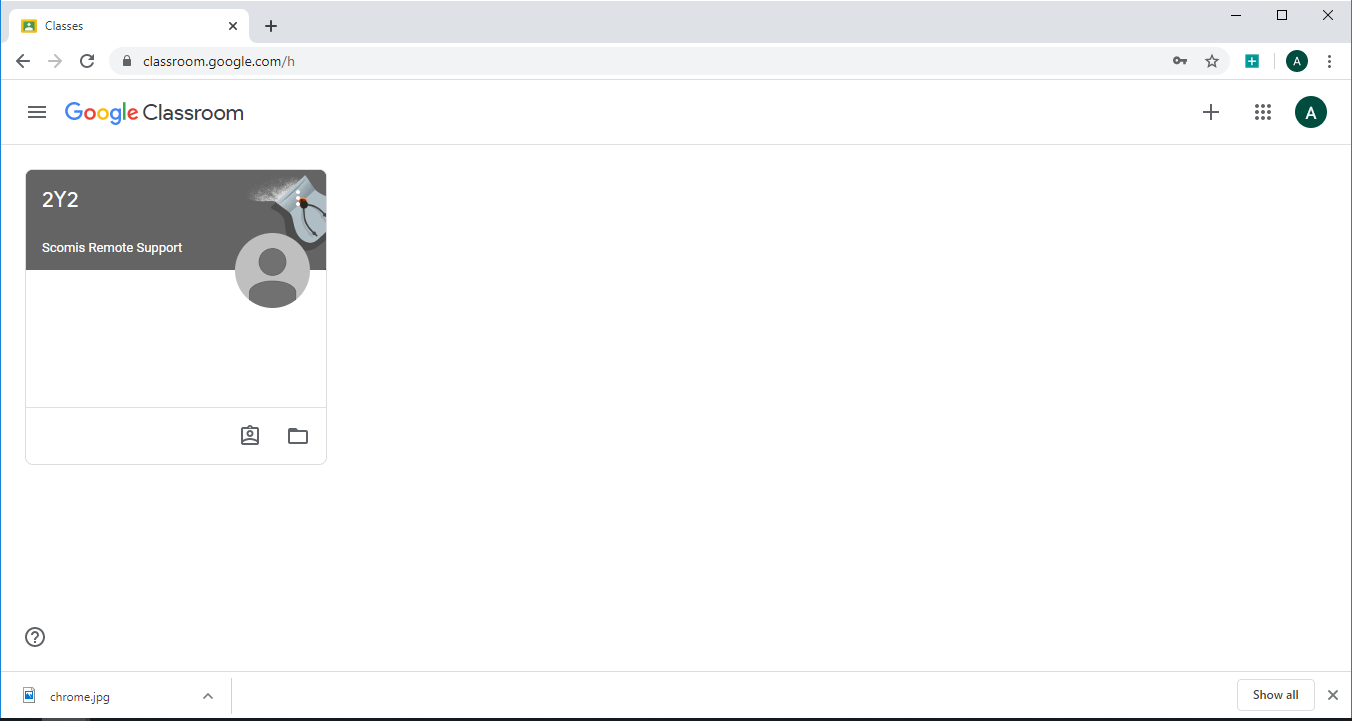 Classes
classroom.google.com/h
A
Google Classroom
A
2Y2
Scomis Remote Support
chrome.jpg
Show all